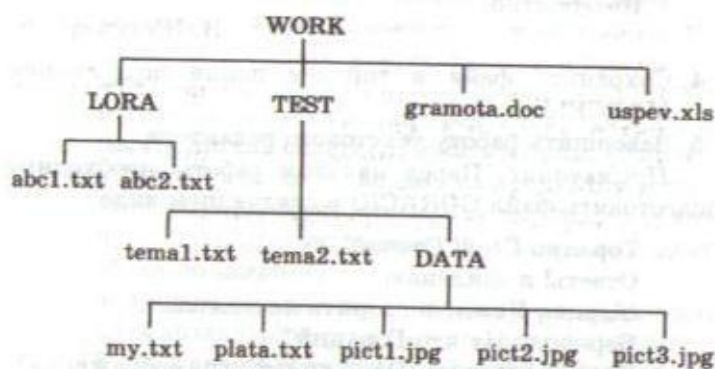 WORK
LORA TEST gramota.doc uspev.xls
abc1.txt abc2.txt
tema1.txt tema2.txt DATA
my.txt plata.txt pict1.jpg pict2.jpg pict3.jpg